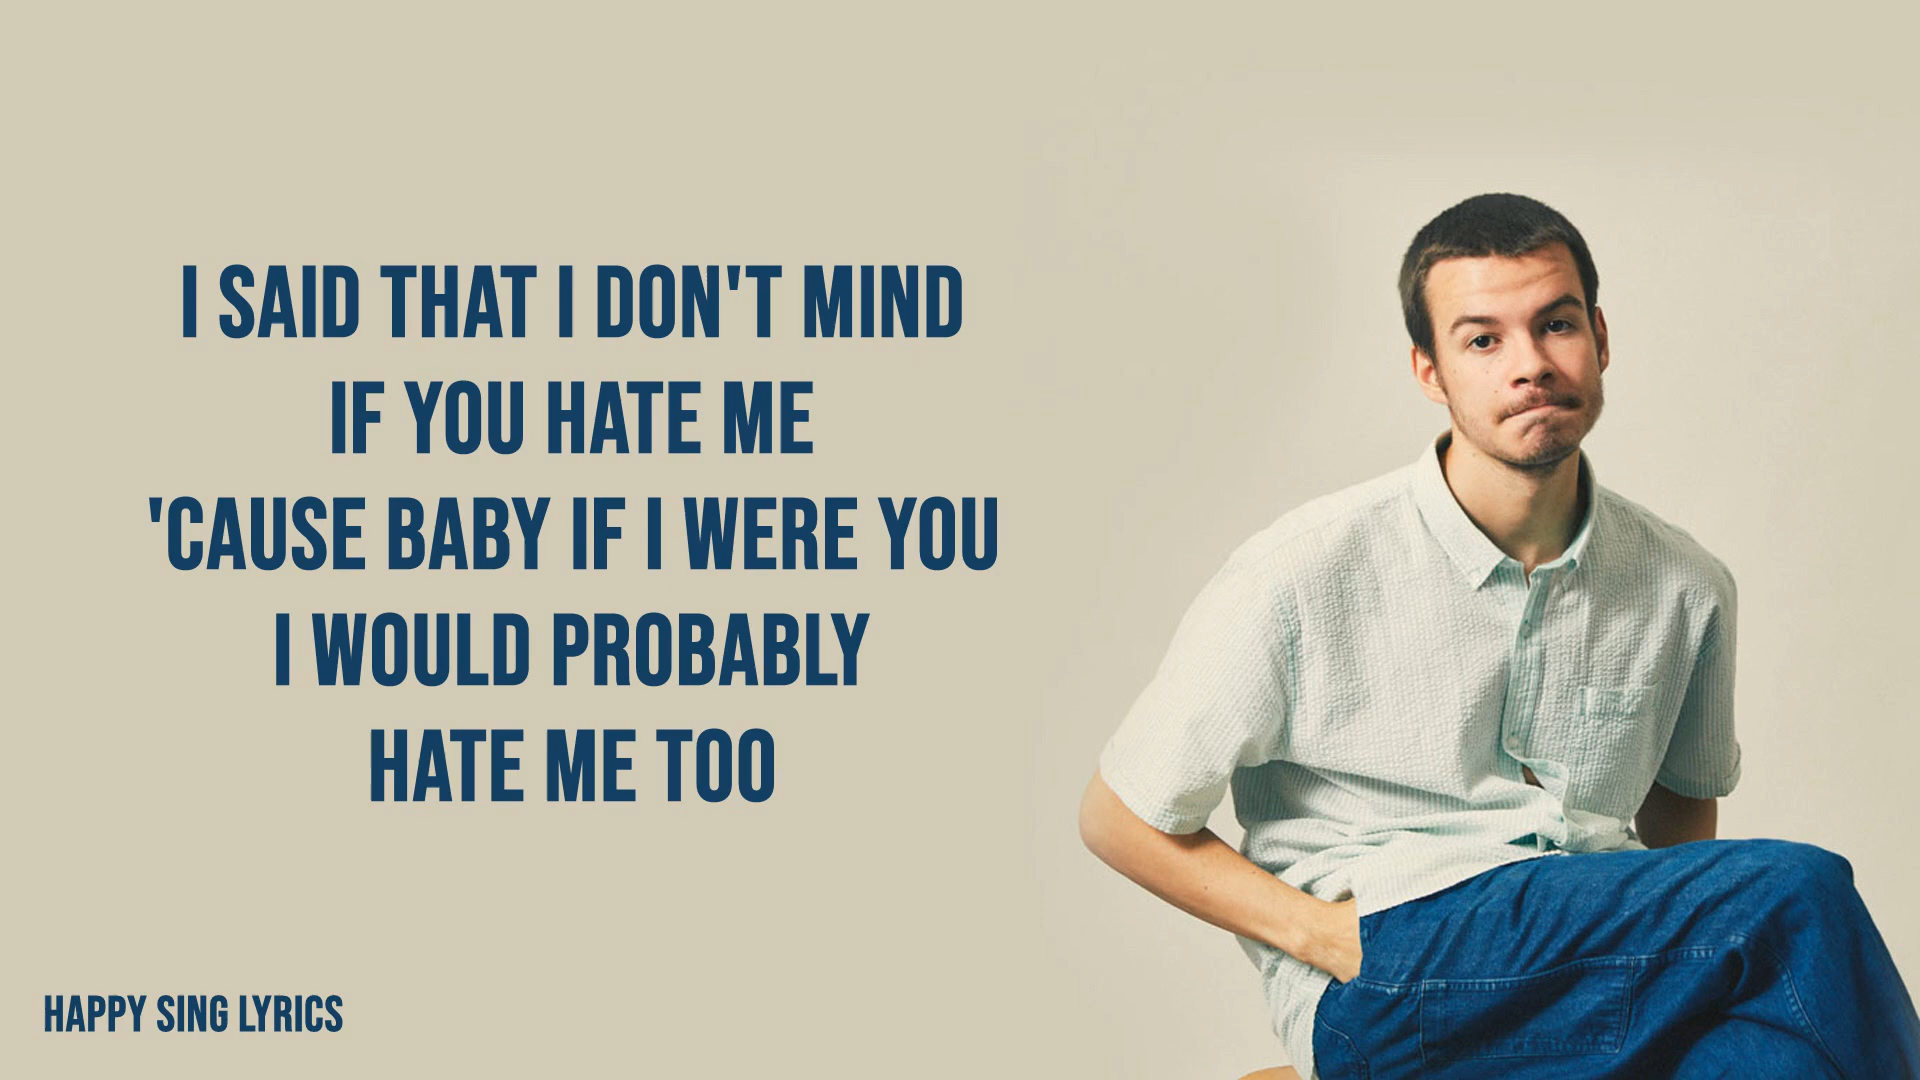 I SAID THAT I DON'T MIND
IF YOU HATE ME
'CAUSE BABY IF I WERE YOU
I WOULD PROBABLY
HATE ME TOO
HAPPY SING LYRICS